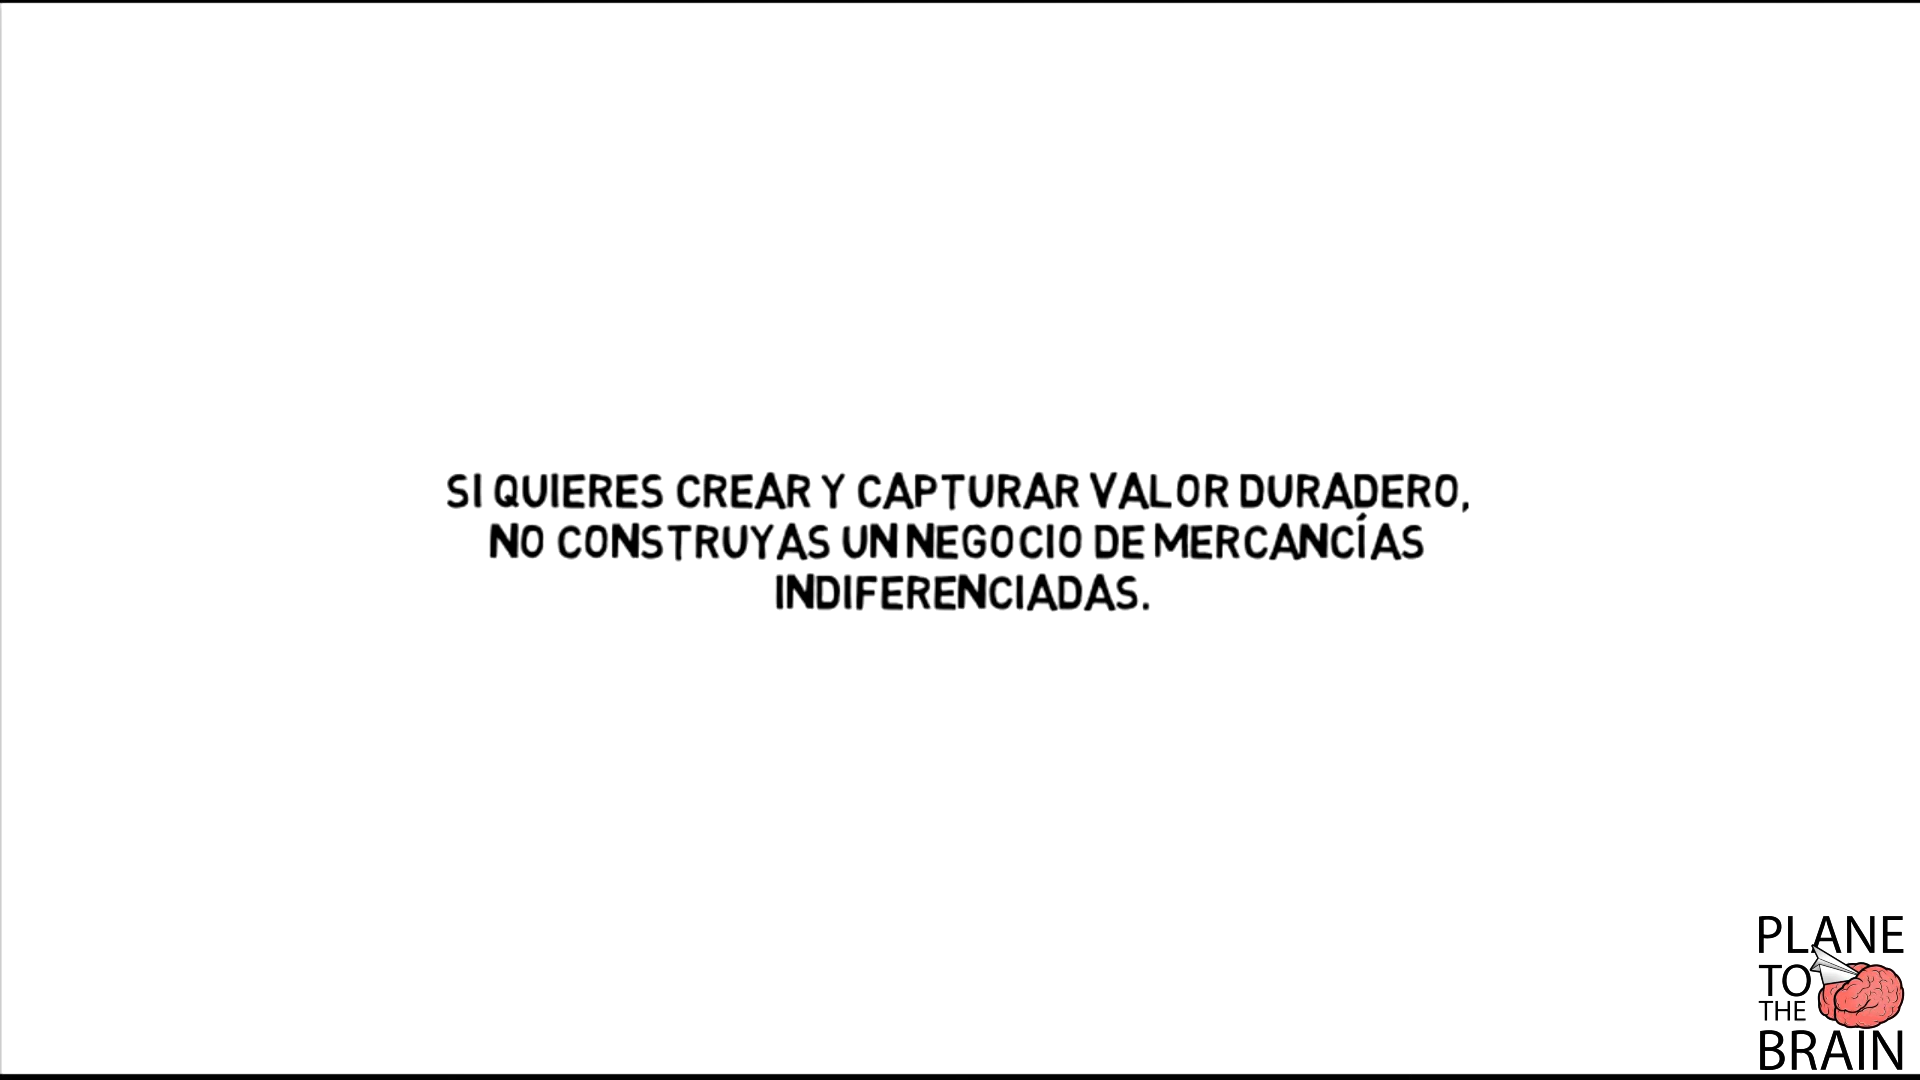 SI QUIERES CREAR Y CAPTURAR VALOR DURADERO,
NO CONSTRUYAS UN NEGOCIO DE MERCANCÍAS
INDIFERENCIADAS.
PLANE
TO
THE
BRAIN